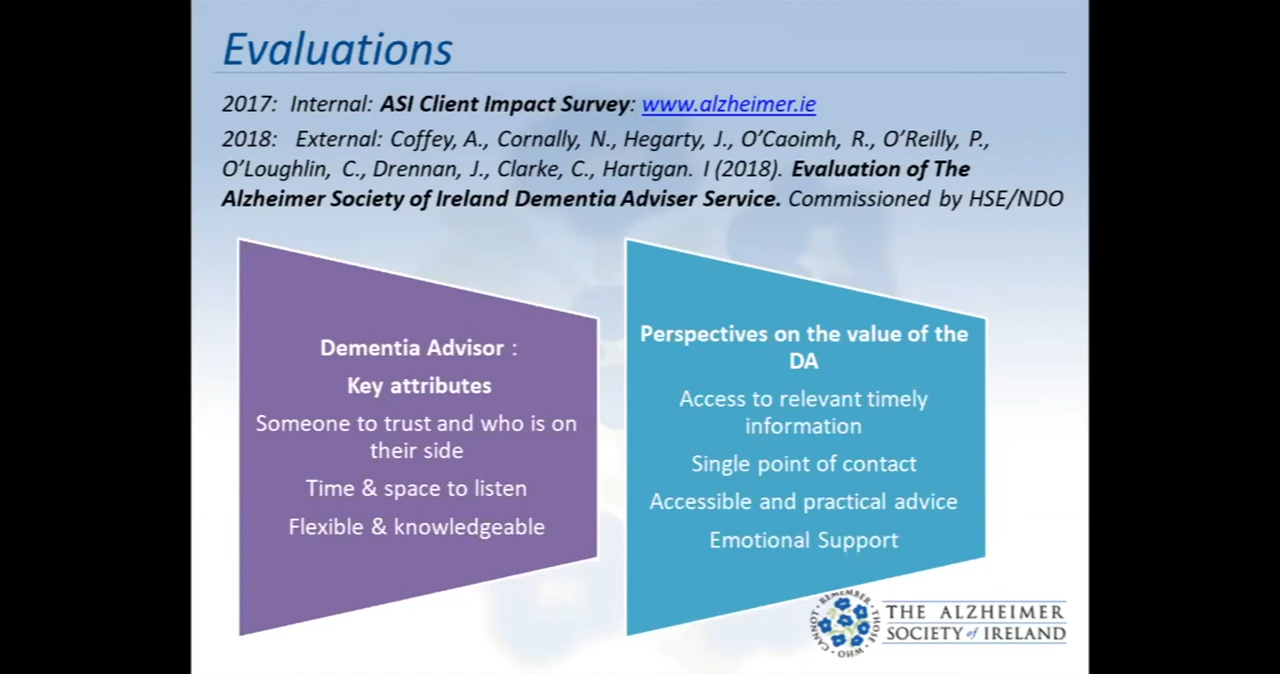 Evaluations
2017: Internal: ASI Client Impact Survey: www.alzheimer.ie
2018: External: Coffey, A., Cornally, N., Hegarty, J., O'Caoimh, R., O'Reilly, P.,
O'Loughlin, C., Drennan, J., Clarke, C., Hartigan. I (2018). Evaluation of The
Alzheimer Society of Ireland Dementia Adviser Service. Commissioned by HSE/NDO
Dementia Advisor :
Key attributes
Someone to trust and who is on
their side
Time & space to listen
Flexible & knowledgeable
Perspectives on the value of the
DA
Access to relevant timely
information
Single point of contact
Accessible and practical advice
Emotional Support
REMEMBER · THOSE · WHO · CANNOT ·
THE ALZHEIMER
SOCIETY of IRELAND